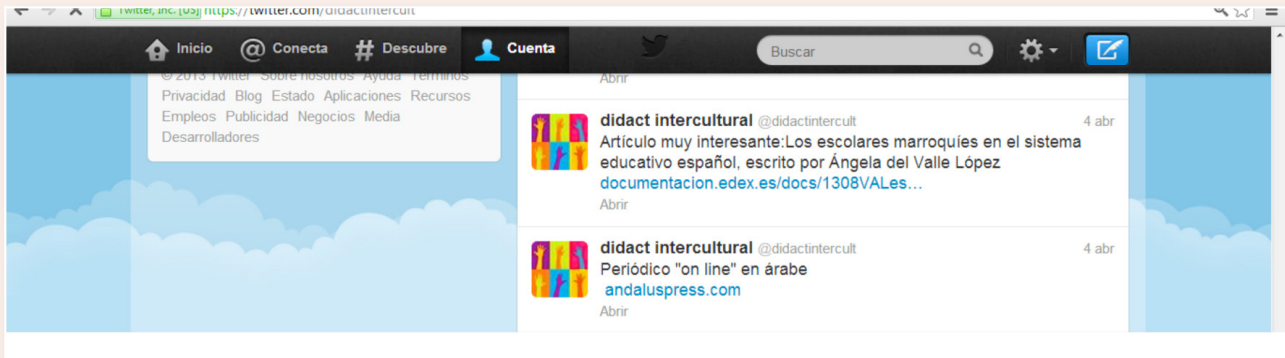 Twitter, Inc. [US] https://twitter.com/didactintercult
Inicio @ Conecta # Descubre Cuenta Buscar
© 2013 Twitter Sobre nosotros Ayuda Términos
Privacidad Blog Estado Aplicaciones Recursos
Empleos Publicidad Negocios Media
Desarrolladores
Abrir
didact intercultural @didactintercult 4 abr
Artículo muy interesante:Los escolares marroquíes en el sistema
educativo español, escrito por Ángela del Valle López
documentacion.edex.es/docs/1308VALes…
Abrir
didact intercultural @didactintercult 4 abr
Periódico "on line" en árabe
andaluspress.com
Abrir